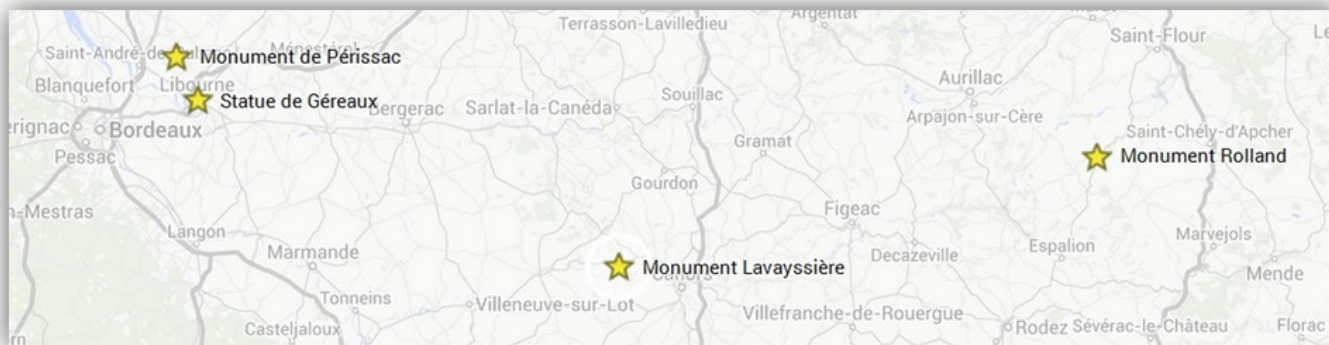 Terrasson-Lavilledieu
Argentat
Saint-Flour
Saint-André-de
Monument de Périssac
Blanquefort
Libourne
Aurillac
Statue de Géreaux
Bergerac
Sarlat-la-Canéda
Souillac
Arpajon-sur-Cère
Bordeaux
Saint-Chély-d'Apcher
Pessac
Gramat
Monument Rolland
Gourdon
n-Mestras
Figeac
Langon
Marmande
Decazeville
Espalion
Marvejols
Monument Lavayssière
Mende
Cahors
Tonneins
Villeneuve-sur-Lot
Villefranche-de-Rouergue
Casteljaloux
Rodez
Sévérac-le-Château
Florac